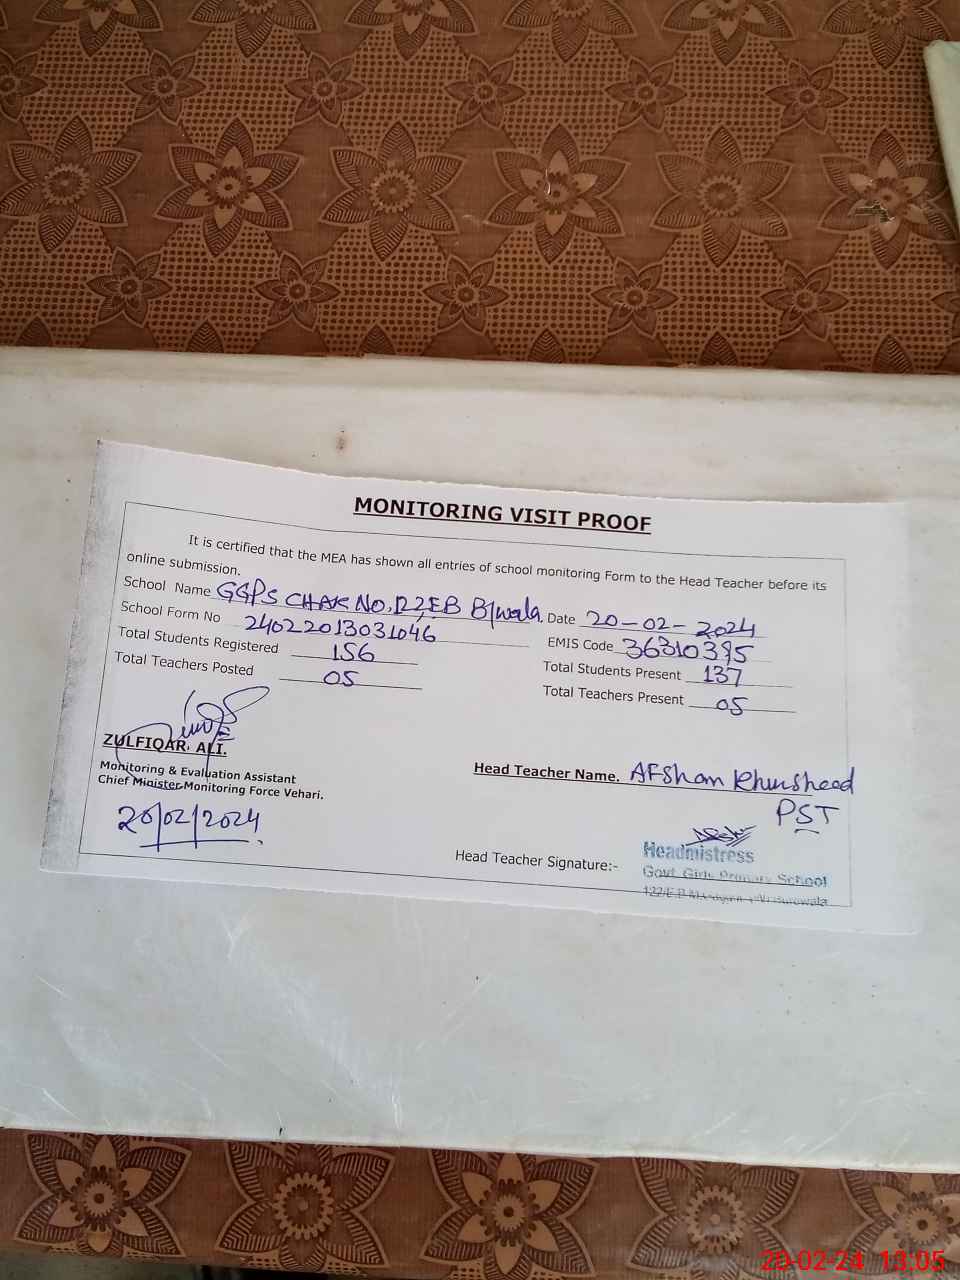 MONITORING VISIT PROOF
It is certified that the MEA has shown all entries of school monitoring Form to the Head Teacher before its
online submission.
School Name GGPS CHAK NO. 122/EB B/wala. Date 20-02-2024
School Form No 24022013031046 EMIS Code 36310395
Total Students Registered 156 Total Students Present 137
Total Teachers Posted 05 Total Teachers Present 05
ZULFIQAR ALI.
Monitoring & Evaluation Assistant
Chief Minister Monitoring Force Vehari.
20/02/2024
Head Teacher Name. AFSham Khursheed
PST
Head Teacher Signature:-
Headmistress
Govt. Girls Primary School
122/E.B
20-02-24 13:05